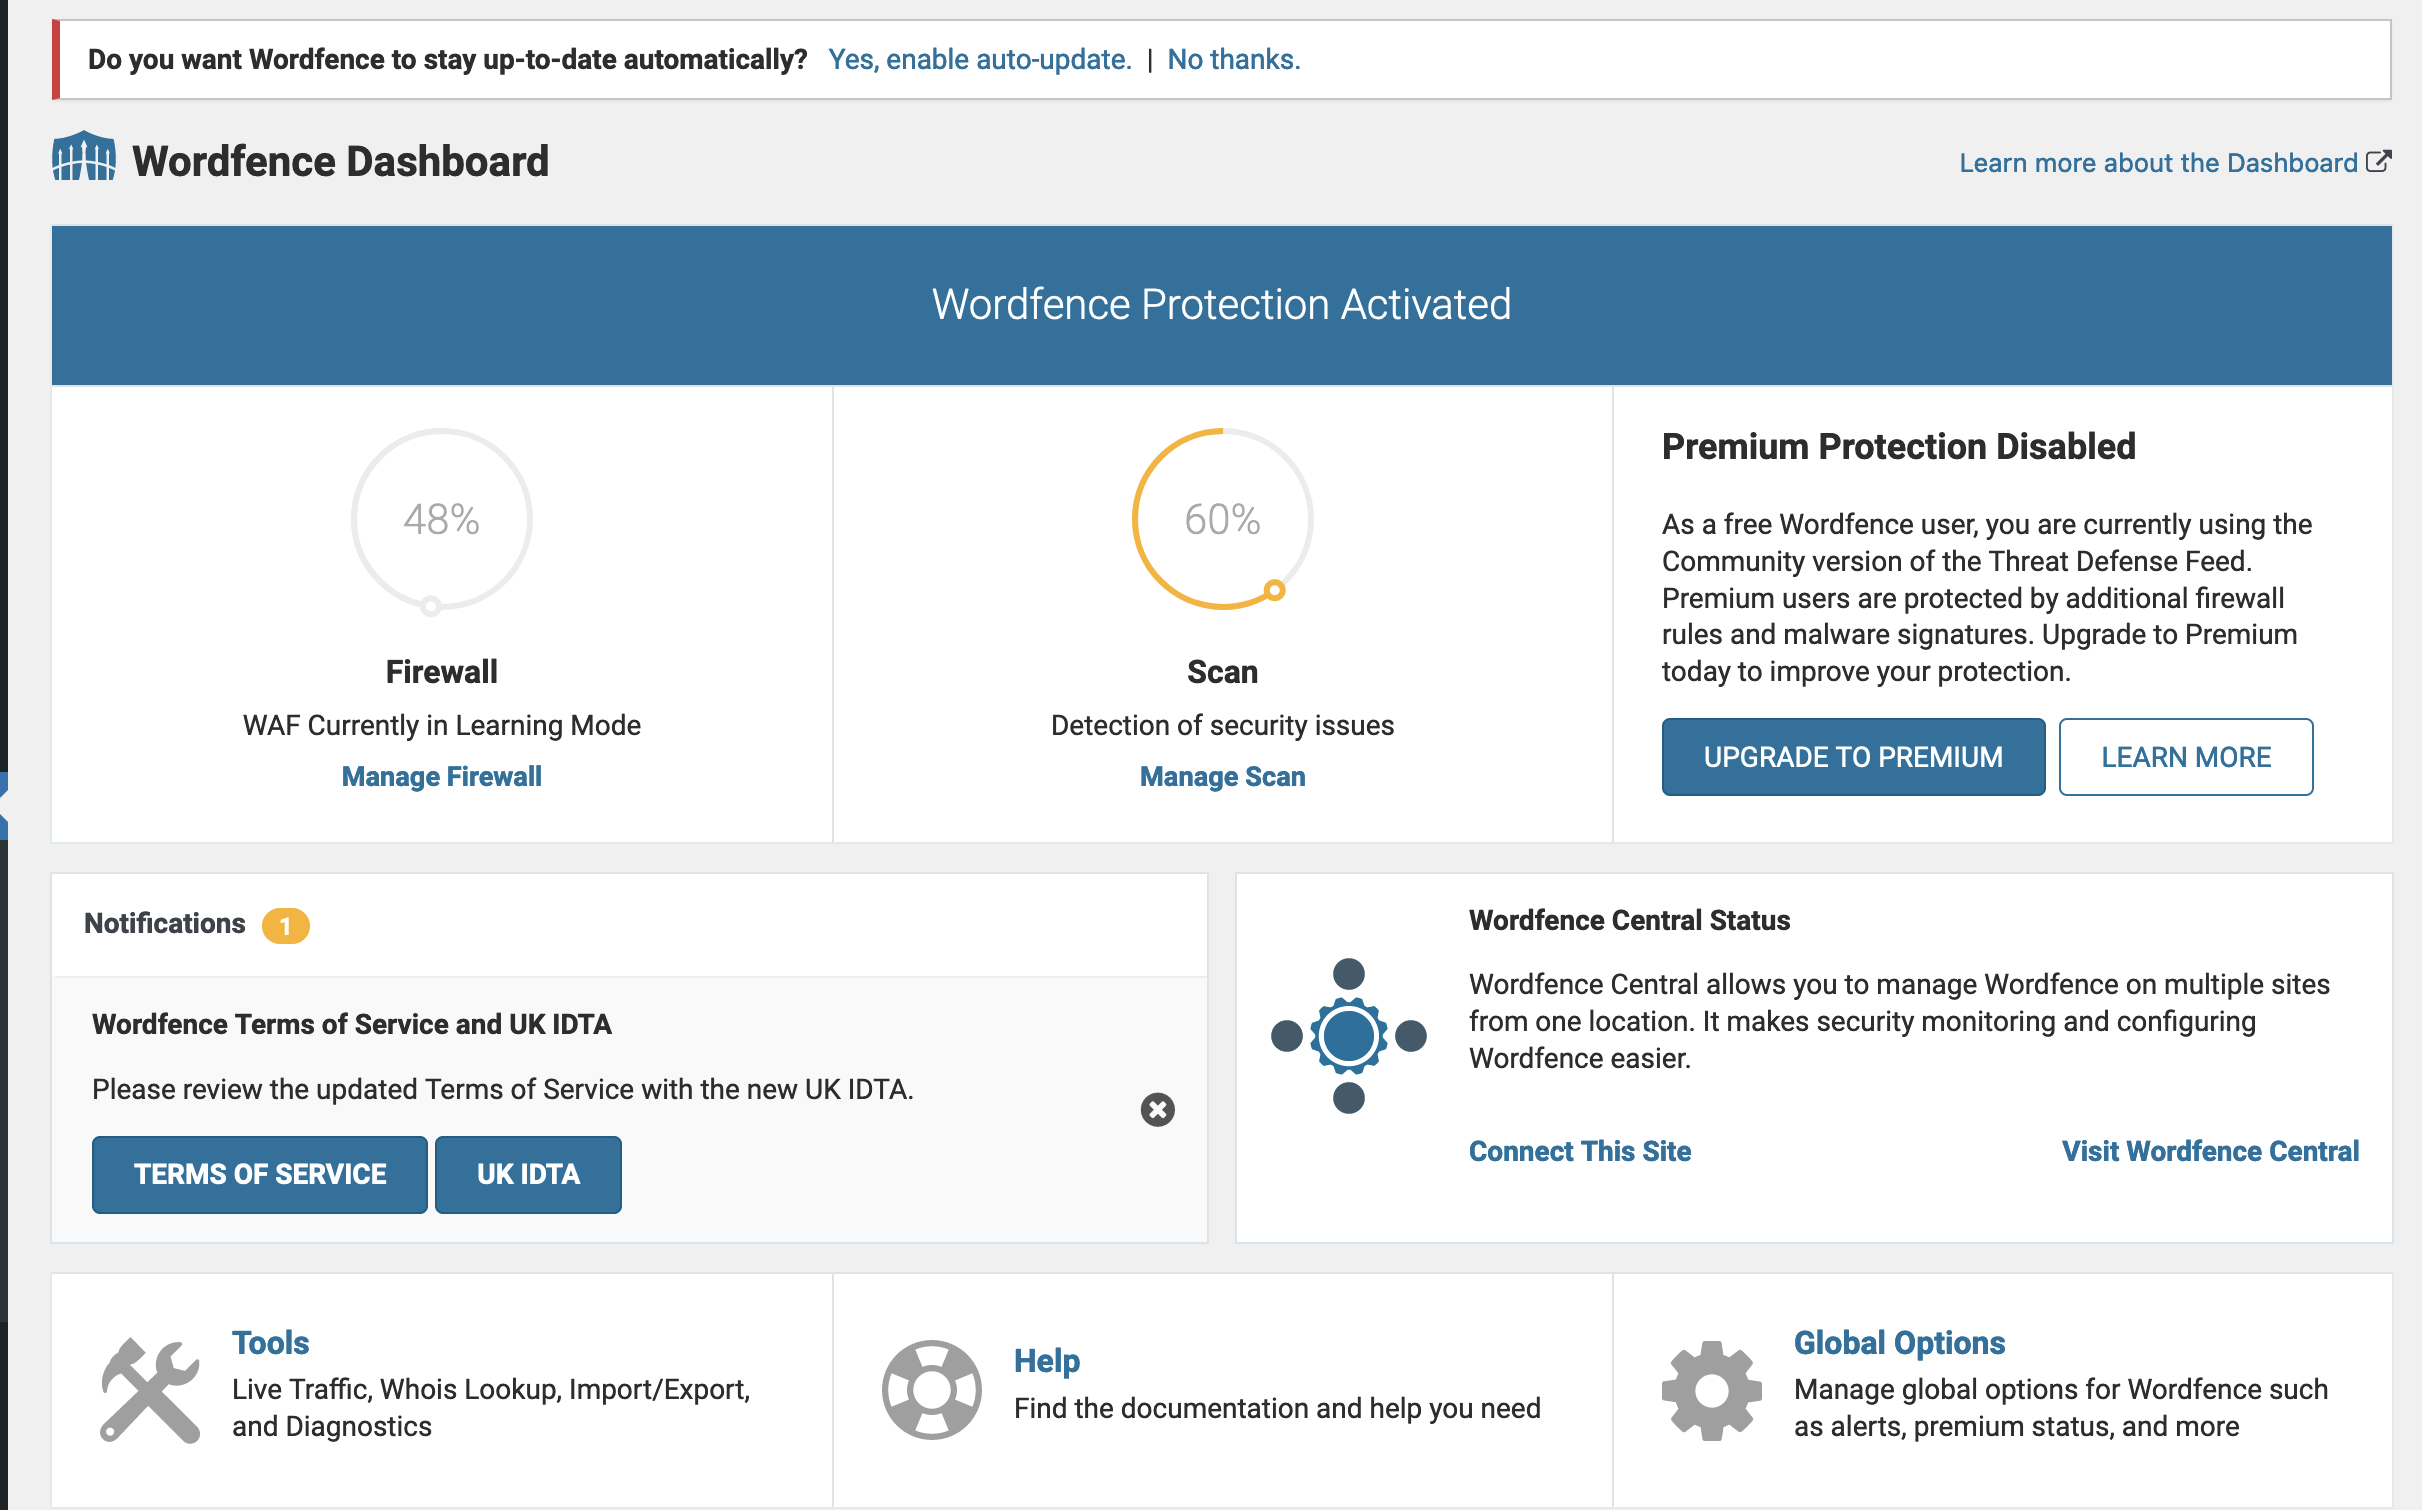 Do you want Wordfence to stay up-to-date automatically? Yes, enable auto-update. | No thanks.
Wordfence Dashboard
Learn more about the Dashboard
Wordfence Protection Activated
48%
Firewall
WAF Currently in Learning Mode
Manage Firewall
60%
Scan
Detection of security issues
Manage Scan
Premium Protection Disabled
As a free Wordfence user, you are currently using the
Community version of the Threat Defense Feed.
Premium users are protected by additional firewall
rules and malware signatures. Upgrade to Premium
today to improve your protection.
UPGRADE TO PREMIUM
LEARN MORE
Notifications 1
Wordfence Terms of Service and UK IDTA
Please review the updated Terms of Service with the new UK IDTA.
TERMS OF SERVICE
UK IDTA
Wordfence Central Status
Wordfence Central allows you to manage Wordfence on multiple sites
from one location. It makes security monitoring and configuring
Wordfence easier.
Connect This Site
Visit Wordfence Central
Tools
Live Traffic, Whois Lookup, Import/Export,
and Diagnostics
Help
Find the documentation and help you need
Global Options
Manage global options for Wordfence such
as alerts, premium status, and more